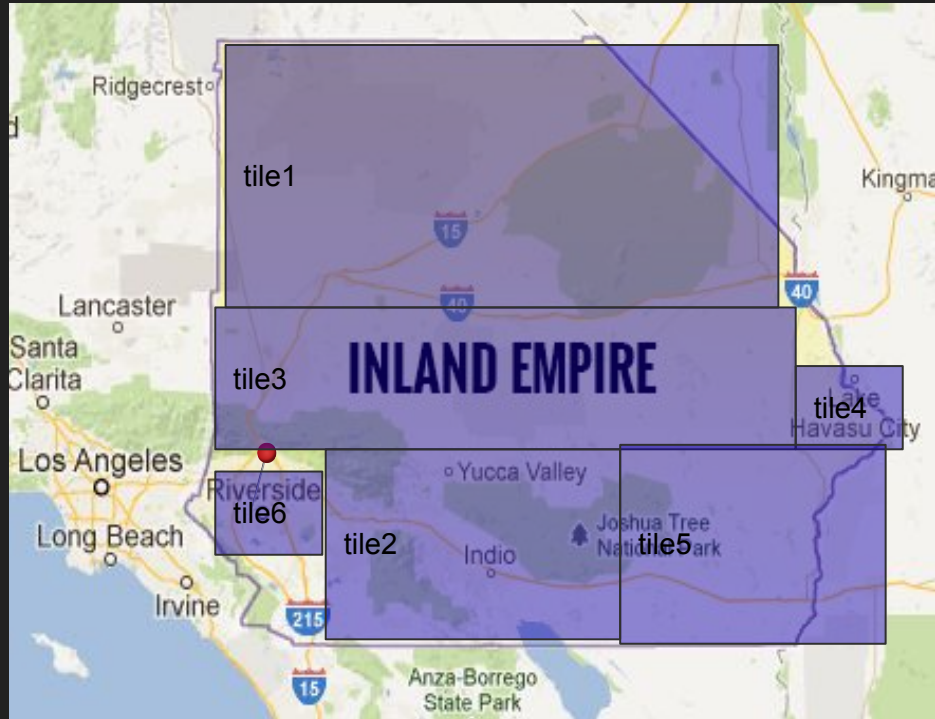 Ridgecrest
d
tile1
Kingma
15
40
40
Lancaster
Santa
Clarita
INLAND EMPIRE
tile3
Lake
tile4
Havasu City
Los Angeles
Yucca Valley
Riverside
tile6
Long Beach
tile2
Joshua Tree
National Park
tile5
Indio
Irvine
215
15
Anza-Borrego
State Park